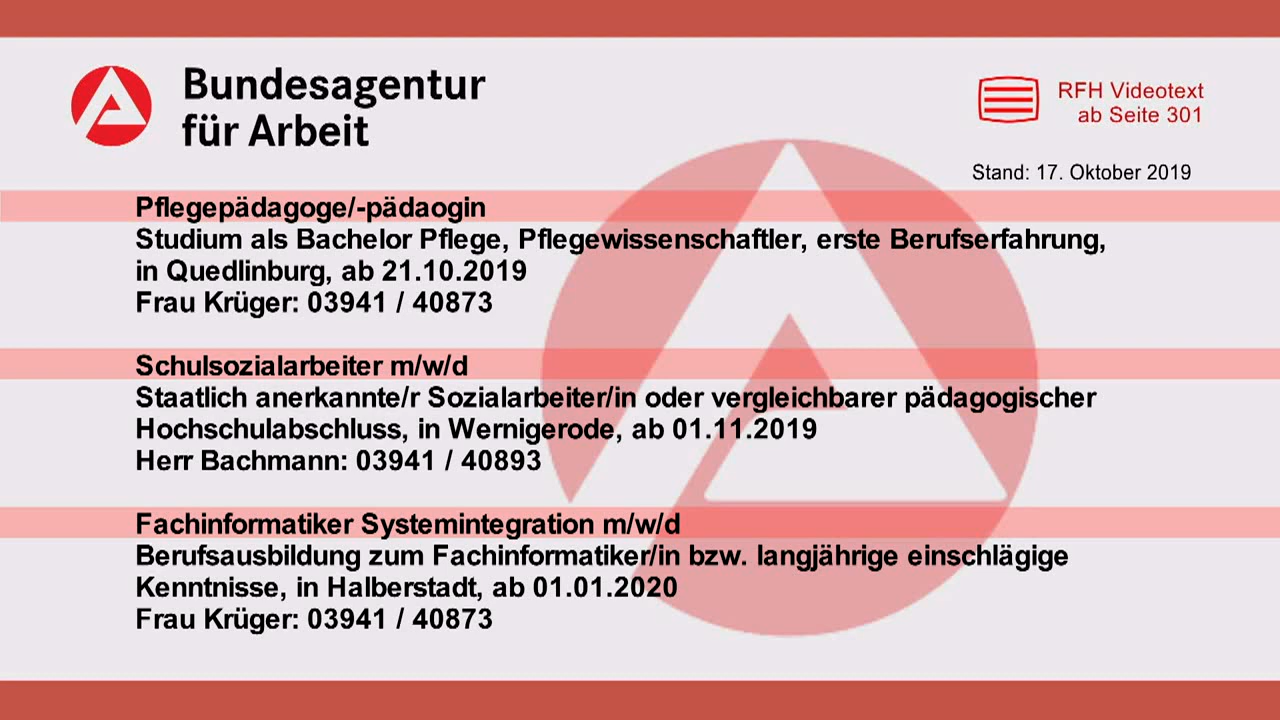 Bundesagentur
für Arbeit
RFH Videotext
ab Seite 301
Stand: 17. Oktober 2019
Pflegepädagoge/-pädaogin
Studium als Bachelor Pflege, Pflegewissenschaftler, erste Berufserfahrung,
in Quedlinburg, ab 21.10.2019
Frau Krüger: 03941 / 40873
Schulsozialarbeiter m/w/d
Staatlich anerkannte/r Sozialarbeiter/in oder vergleichbarer pädagogischer
Hochschulabschluss, in Wernigerode, ab 01.11.2019
Herr Bachmann: 03941 / 40893
Fachinformatiker Systemintegration m/w/d
Berufsausbildung zum Fachinformatiker/in bzw. langjährige einschlägige
Kenntnisse, in Halberstadt, ab 01.01.2020
Frau Krüger: 03941 / 40873